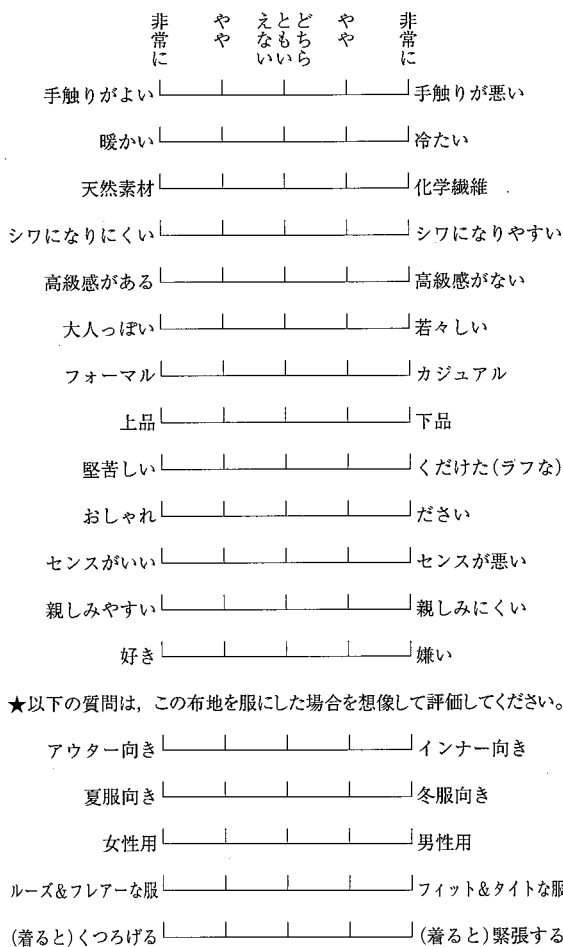 非常に やや どちらともいえない やや 非常に
手触りがよい 手触りが悪い
暖かい 冷たい
天然素材 化学繊維
シワになりにくい シワになりやすい
高級感がある 高級感がない
大人っぽい 若々しい
フォーマル カジュアル
上品 下品
堅苦しい くだけた(ラフな)
おしゃれ ださい
センスがいい センスが悪い
親しみやすい 親しみにくい
好き 嫌い
★以下の質問は，この布地を服にした場合を想像して評価してください。
アウター向き インナー向き
夏服向き 冬服向き
女性用 男性用
ルーズ&フレアーな服 フィット&タイトな服
(着ると)くつろげる (着ると)緊張する